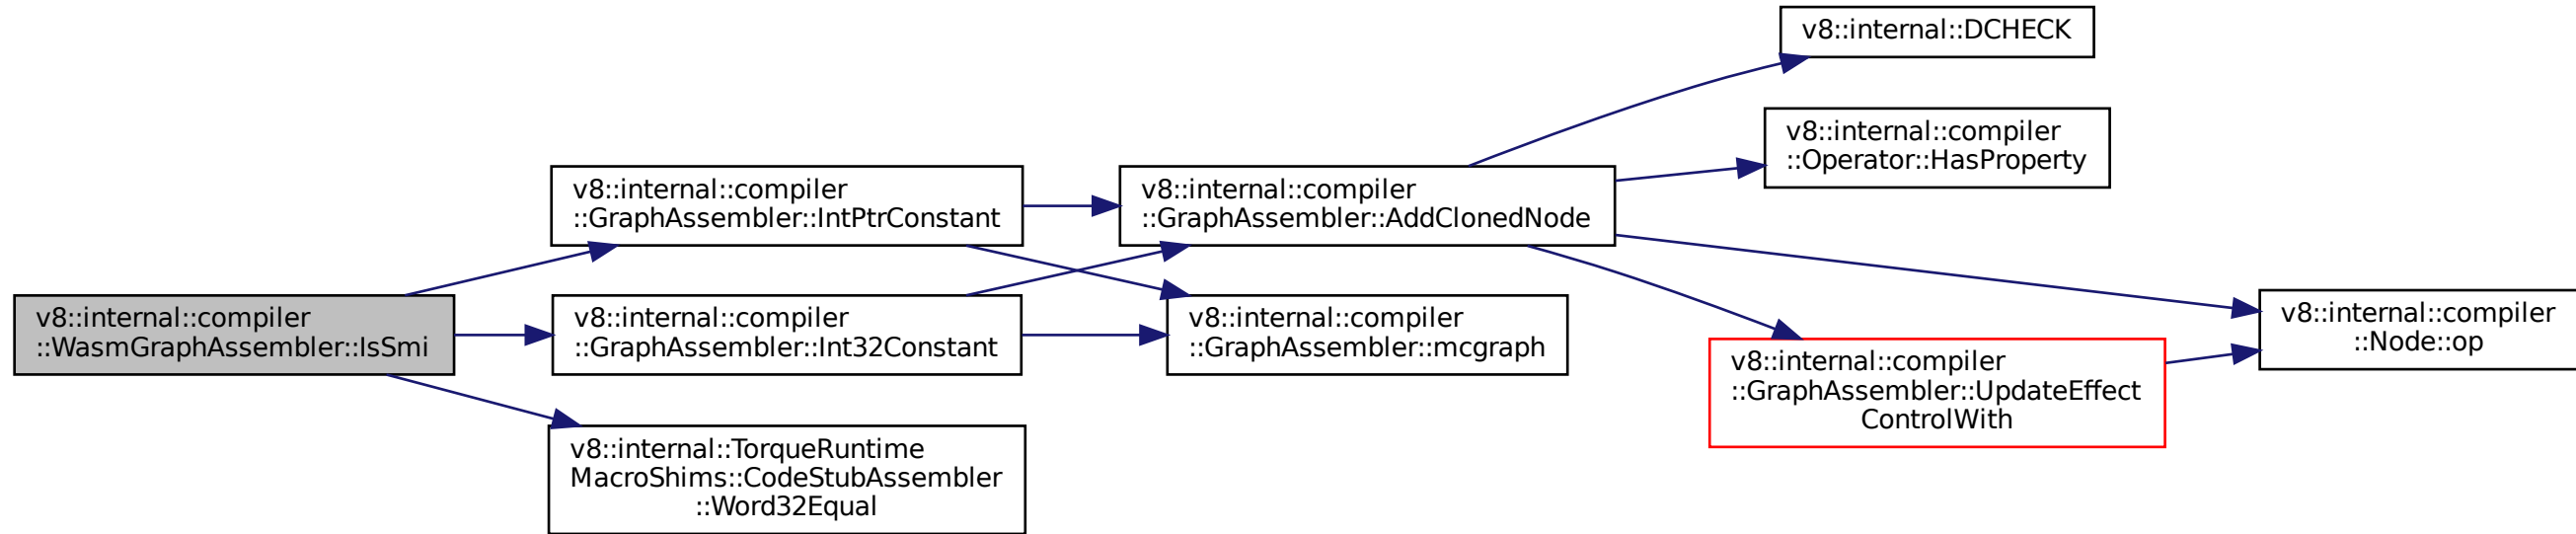 v8::internal::compiler
::WasmGraphAssembler::IsSmi
v8::internal::compiler
::GraphAssembler::IntPtrConstant
v8::internal::compiler
::GraphAssembler::Int32Constant
v8::internal::TorqueRuntime
MacroShims::CodeStubAssembler
::Word32Equal
v8::internal::compiler
::GraphAssembler::AddClonedNode
v8::internal::compiler
::GraphAssembler::mcgraph
v8::internal::DCHECK
v8::internal::compiler
::Operator::HasProperty
v8::internal::compiler
::GraphAssembler::UpdateEffect
ControlWith
v8::internal::compiler
::Node::op